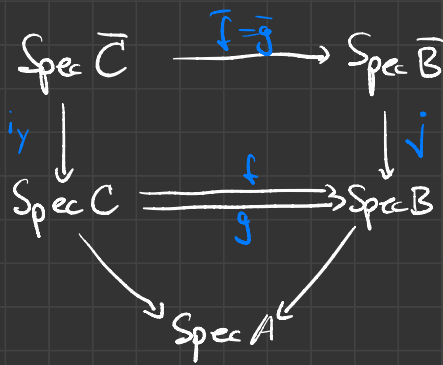 f̄ = ḡ
Spec C̄ → Spec B̄
i_y j
f
Spec C ⇉ Spec B
g
Spec A